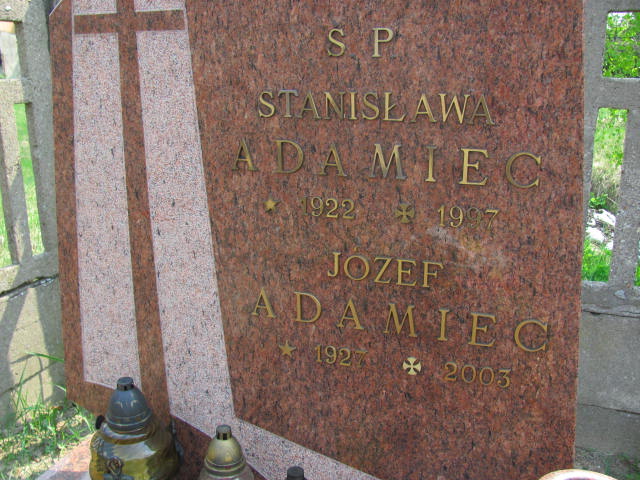 S P
STANISŁAWA
ADAMIEC
1922 1997
JÓZEF
ADAMIEC
1927 2003